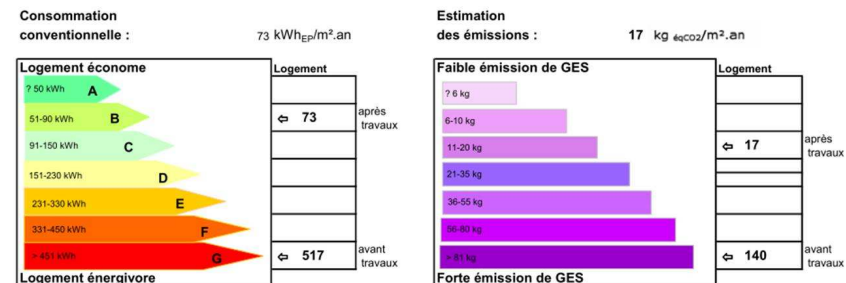 Consommation
conventionnelle : 73 kWhEP/m².an
Logement économe
Logement
? 50 kWh A
51-90 kWh B
⇦ 73
après
travaux
91-150 kWh C
151-230 kWh D
231-330 kWh E
331-450 kWh F
> 451 kWh G
⇦ 517
avant
travaux
Logement énergivore
Estimation
des émissions : 17 kg éqCO2/m².an
Faible émission de GES
Logement
? 6 kg
6-10 kg
11-20 kg
⇦ 17
après
travaux
21-35 kg
36-55 kg
56-80 kg
> 81 kg
⇦ 140
avant
travaux
Forte émission de GES